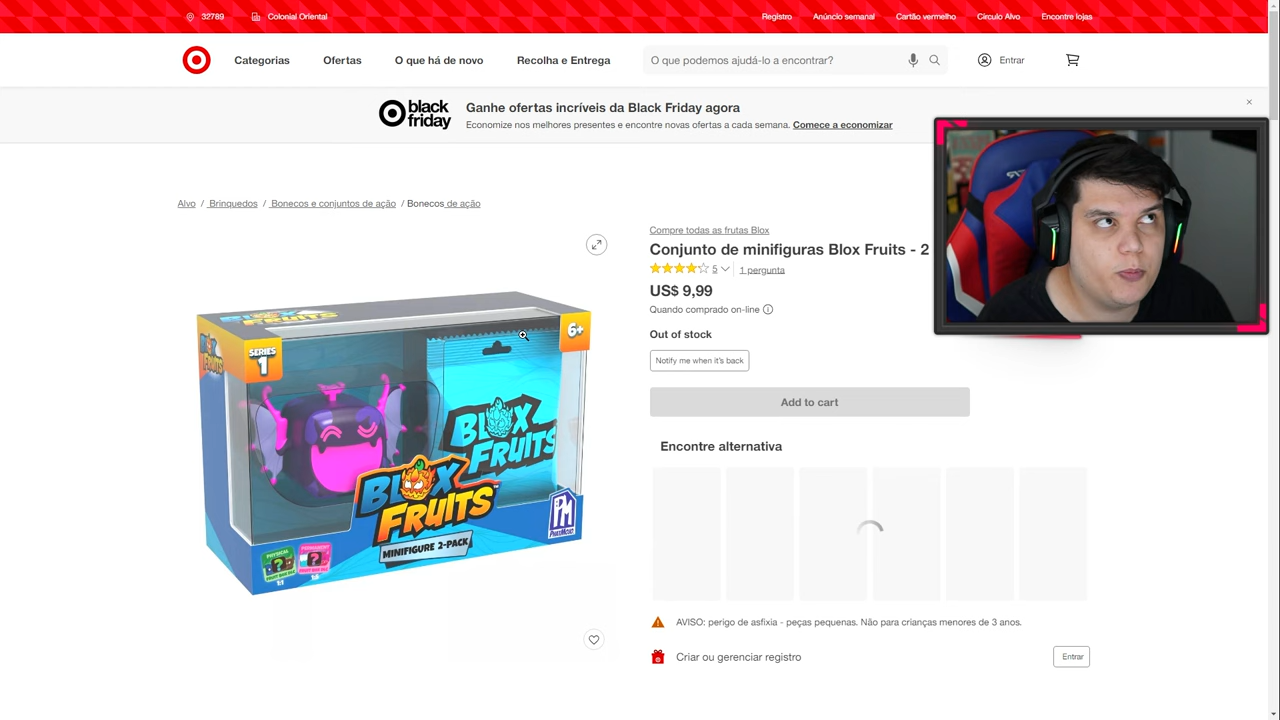 32789
Colonial Oriental
Registro
Anúncio semanal
Cartão vermelho
Círculo Alvo
Encontre lojas
Categorias
Ofertas
O que há de novo
Recolha e Entrega
O que podemos ajudá-lo a encontrar?
Entrar
black
friday
Ganhe ofertas incríveis da Black Friday agora
Economize nos melhores presentes e encontre novas ofertas a cada semana. Comece a economizar
Alvo / Brinquedos / Bonecos e conjuntos de ação / Bonecos de ação
Compre todas as frutas Blox
Conjunto de minifiguras Blox Fruits - 2
5
1 pergunta
US$ 9,99
Quando comprado on-line
Out of stock
Notify me when it's back
Add to cart
Encontre alternativa
AVISO: perigo de asfixia - peças pequenas. Não para crianças menores de 3 anos.
Criar ou gerenciar registro
Entrar
BLOX
FRUITS
SERIES
1
6+
BLOX
FRUITS
BLOX
FRUITS
MINIFIGURE 2-PACK
PM
PHATMOJO
PHYSICAL
PERMANENT